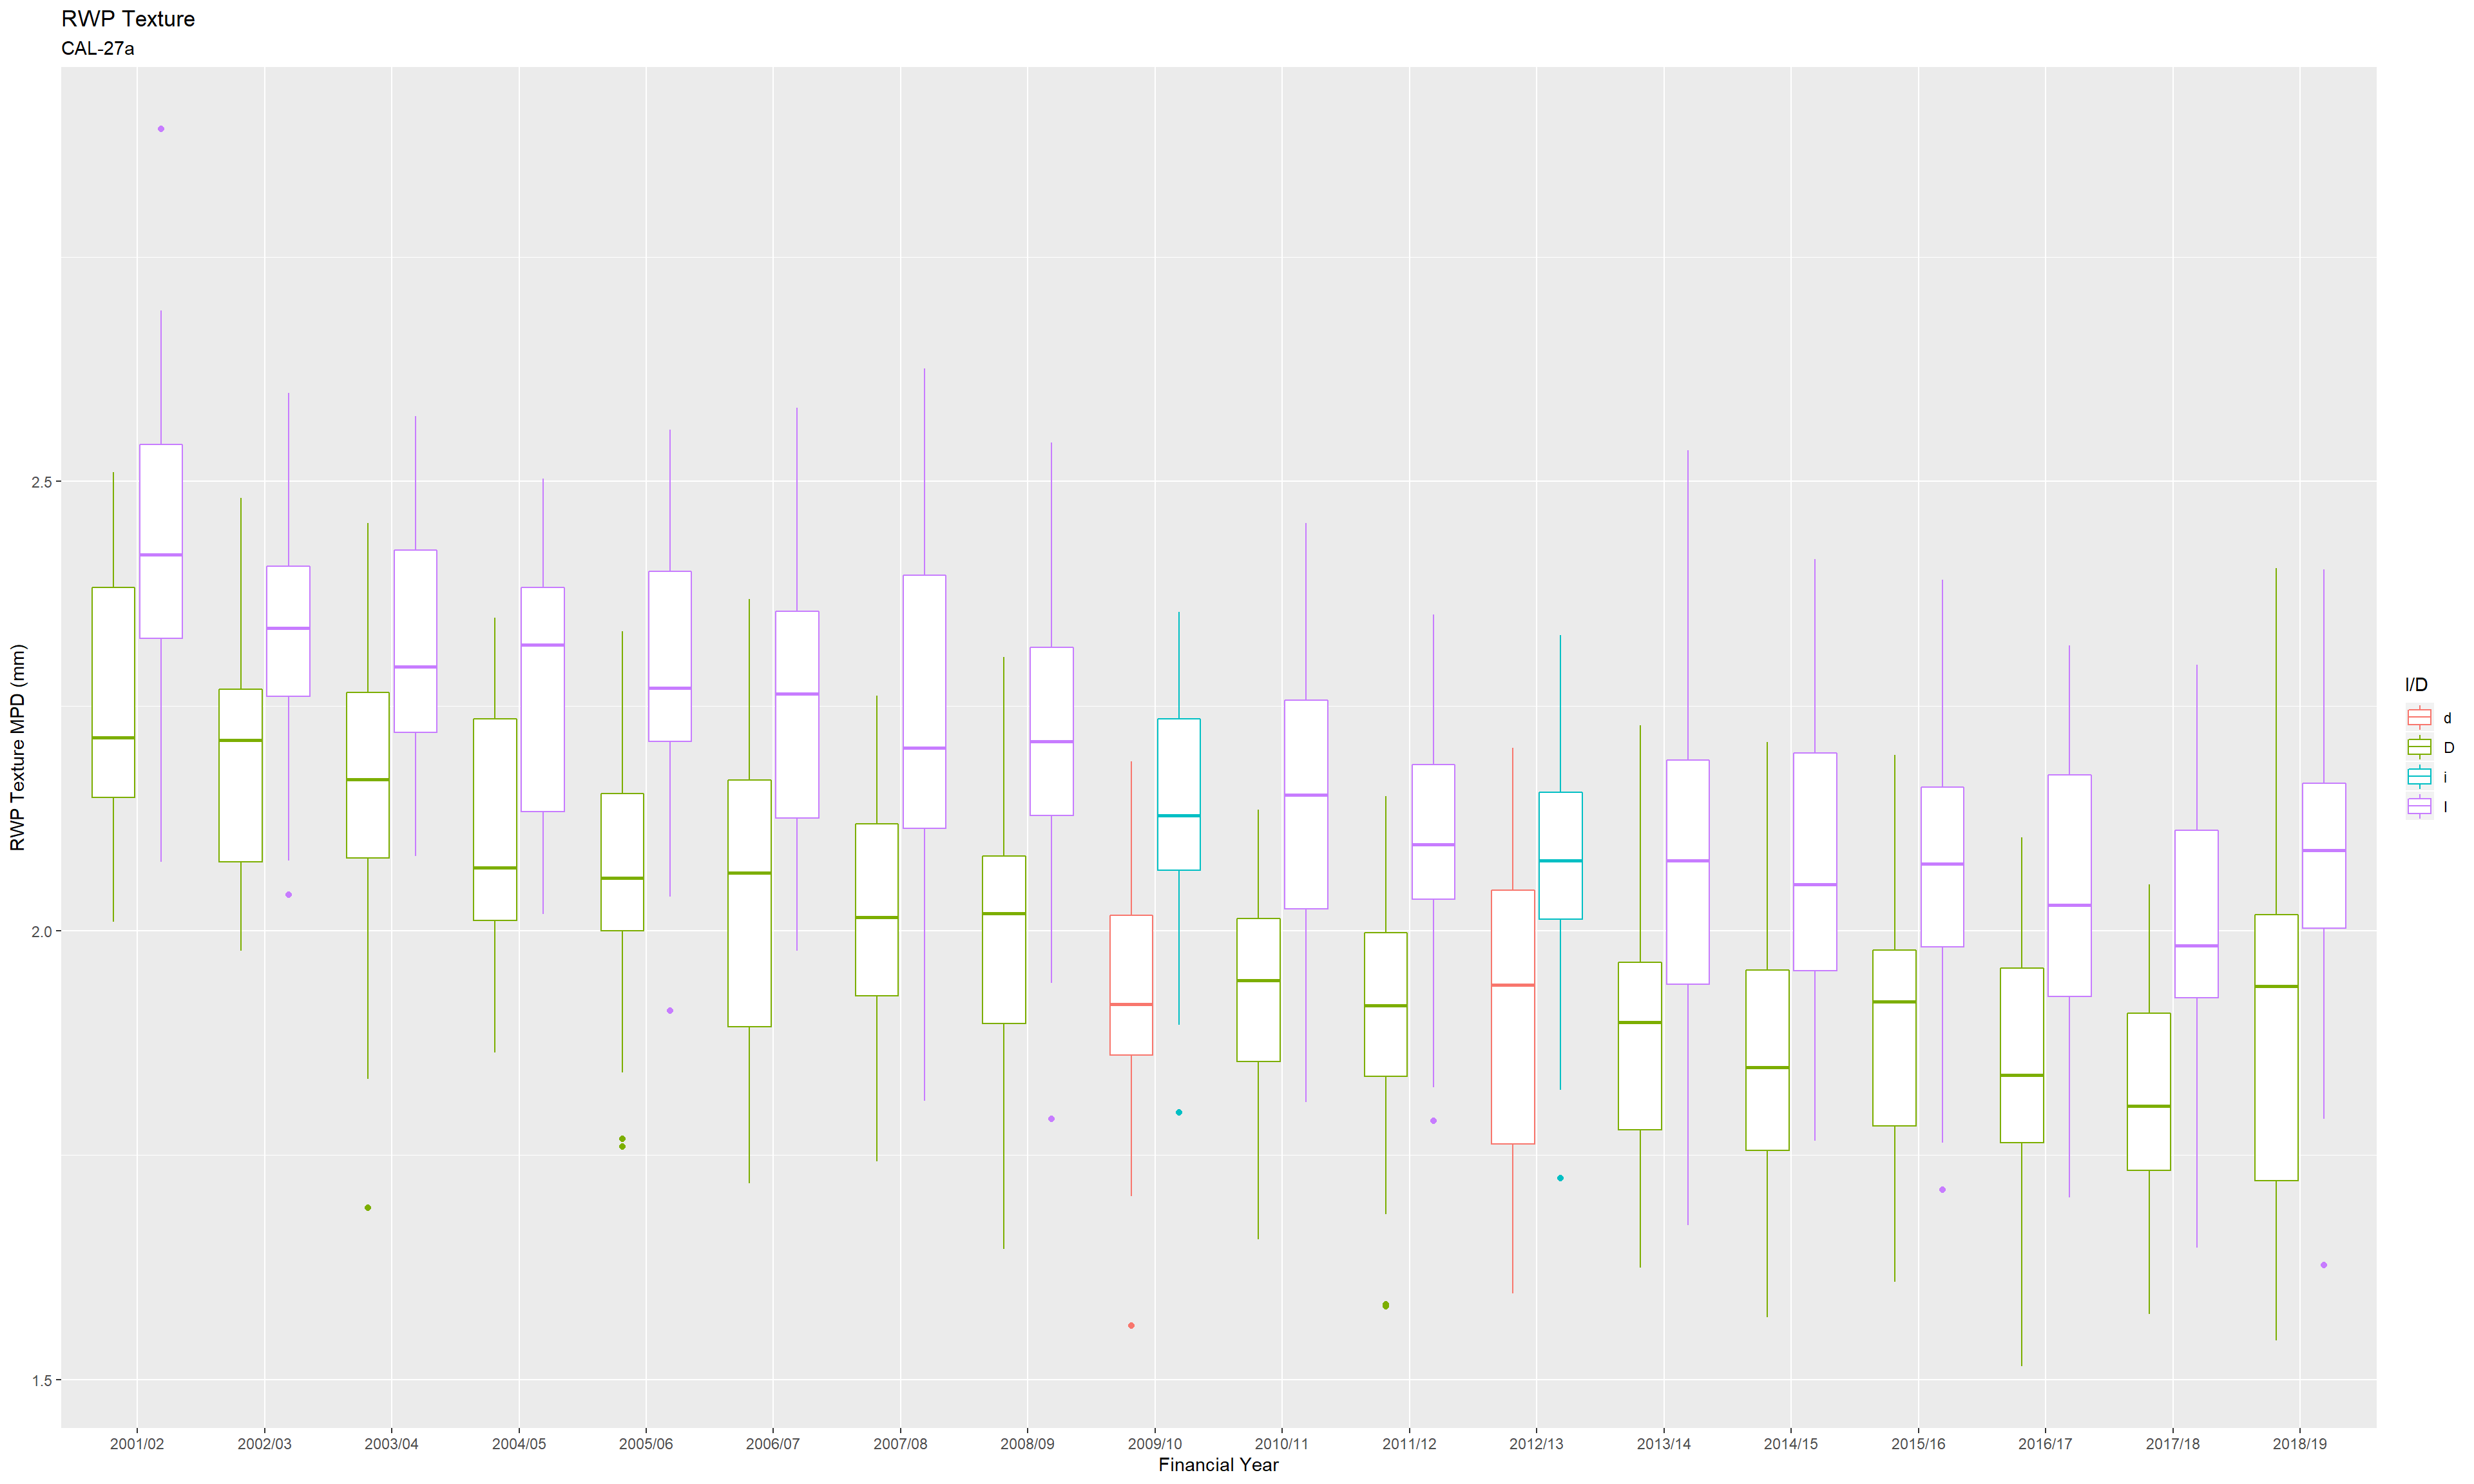 RWP Texture
CAL-27a
RWP Texture MPD (mm)
2.5
2.0
1.5
2001/02 2002/03 2003/04 2004/05 2005/06 2006/07 2007/08 2008/09 2009/10 2010/11 2011/12 2012/13 2013/14 2014/15 2015/16 2016/17 2017/18 2018/19
Financial Year
I/D
d
D
i
I